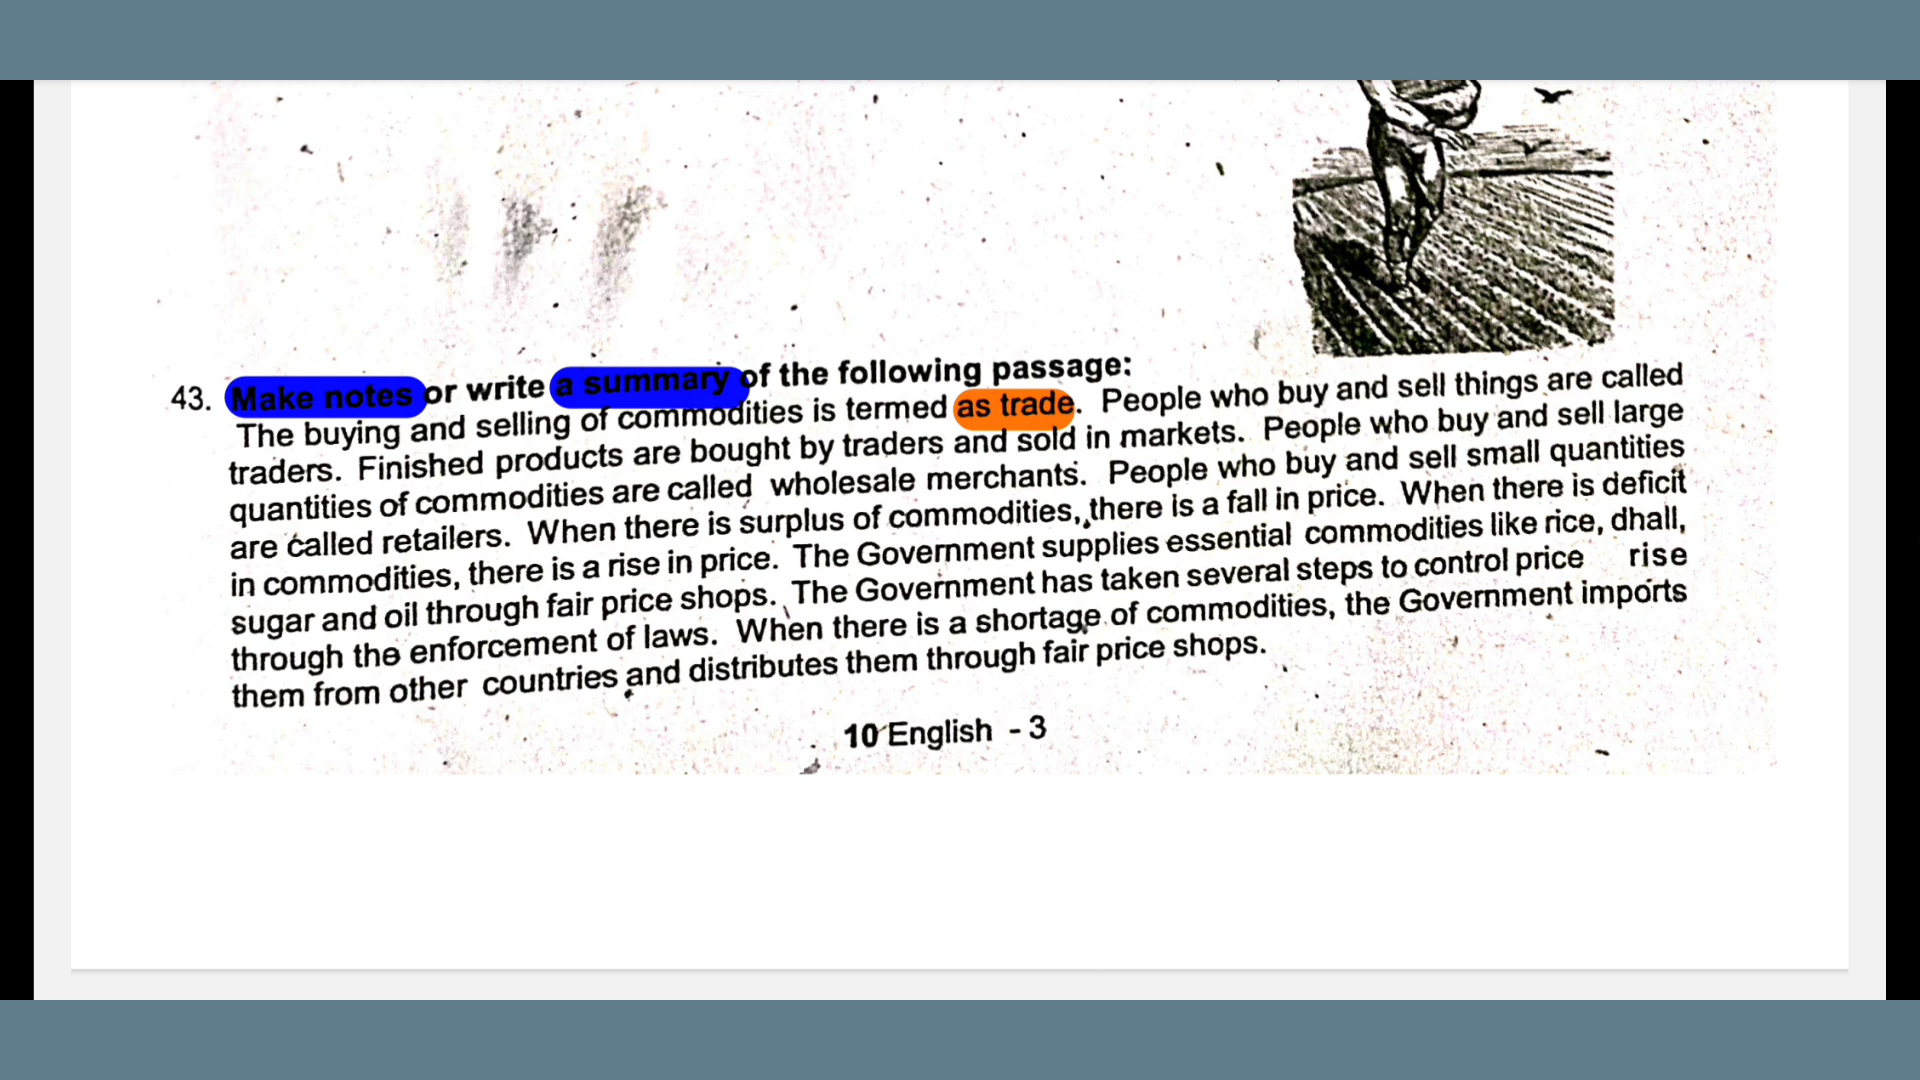 43. Make notes or write a summary of the following passage:
The buying and selling of commodities is termed as trade. People who buy and sell things are called
traders. Finished products are bought by traders and sold in markets. People who buy and sell large
quantities of commodities are called wholesale merchants. People who buy and sell small quantities
are called retailers. When there is surplus of commodities, there is a fall in price. When there is deficit
in commodities, there is a rise in price. The Government supplies essential commodities like rice, dhall,
sugar and oil through fair price shops. The Government has taken several steps to control price rise
through the enforcement of laws. When there is a shortage of commodities, the Government imports
them from other countries and distributes them through fair price shops.
10 English - 3